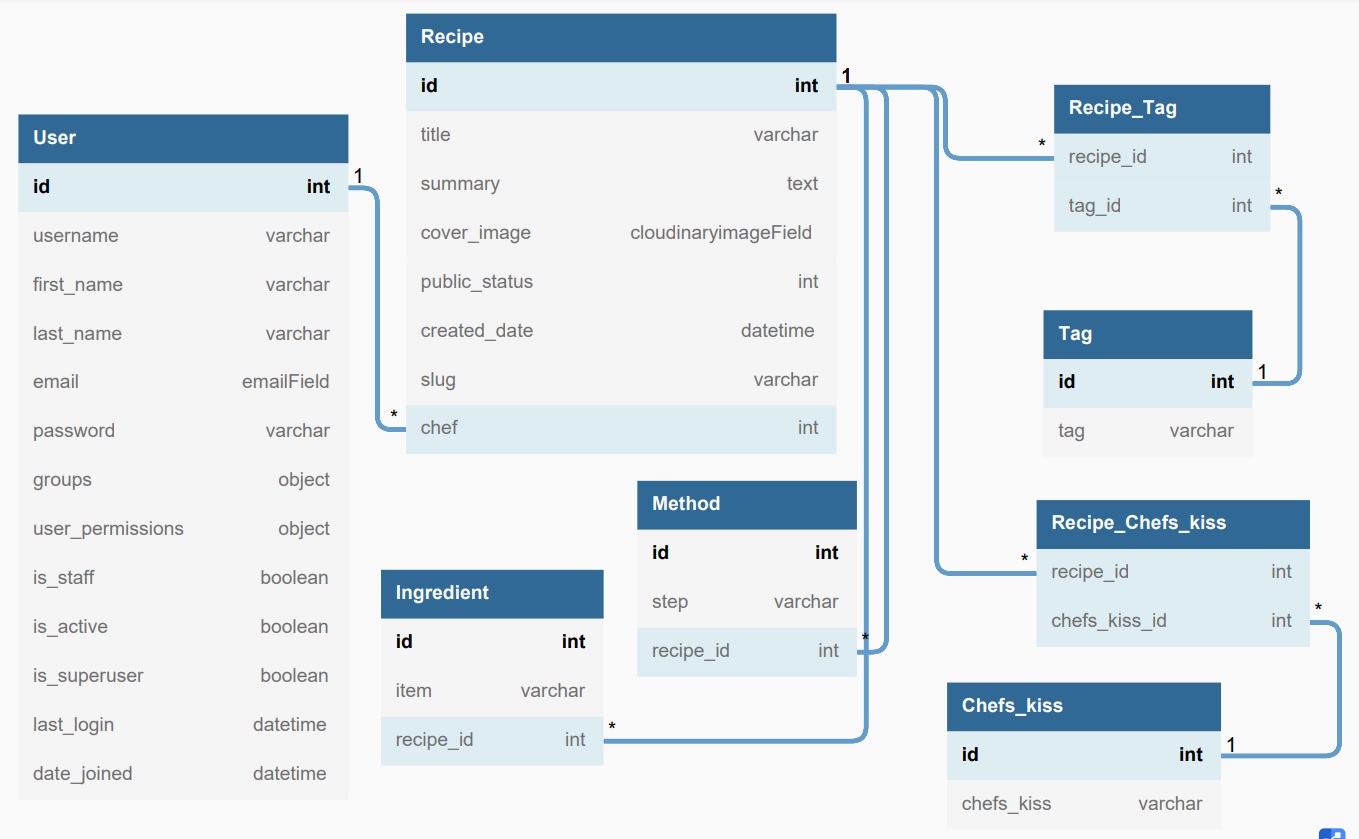 User
id int 1
username varchar
first_name varchar
last_name varchar
email emailField
password varchar
groups object
user_permissions object
is_staff boolean
is_active boolean
is_superuser boolean
last_login datetime
date_joined datetime
Recipe
id int 1
title varchar
summary text
cover_image cloudinaryimageField
public_status int
created_date datetime
slug varchar
* chef int
Method
id int
step varchar
recipe_id int *
Ingredient
id int
item varchar
recipe_id int *
Recipe_Tag
* recipe_id int
tag_id int *
Tag
id int 1
tag varchar
Recipe_Chefs_kiss
* recipe_id int
chefs_kiss_id int *
Chefs_kiss
id int 1
chefs_kiss varchar